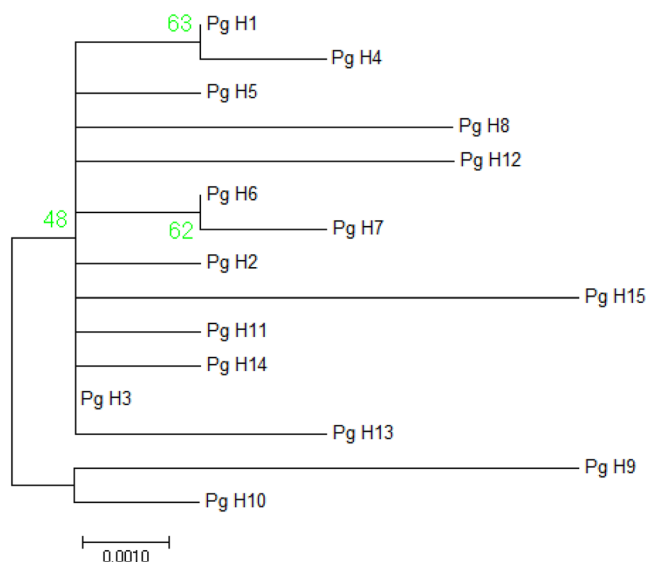 63
Pg H1
Pg H4
Pg H5
Pg H8
Pg H12
Pg H6
48
62
Pg H7
Pg H2
Pg H15
Pg H11
Pg H14
Pg H3
Pg H13
Pg H9
Pg H10
0.0010